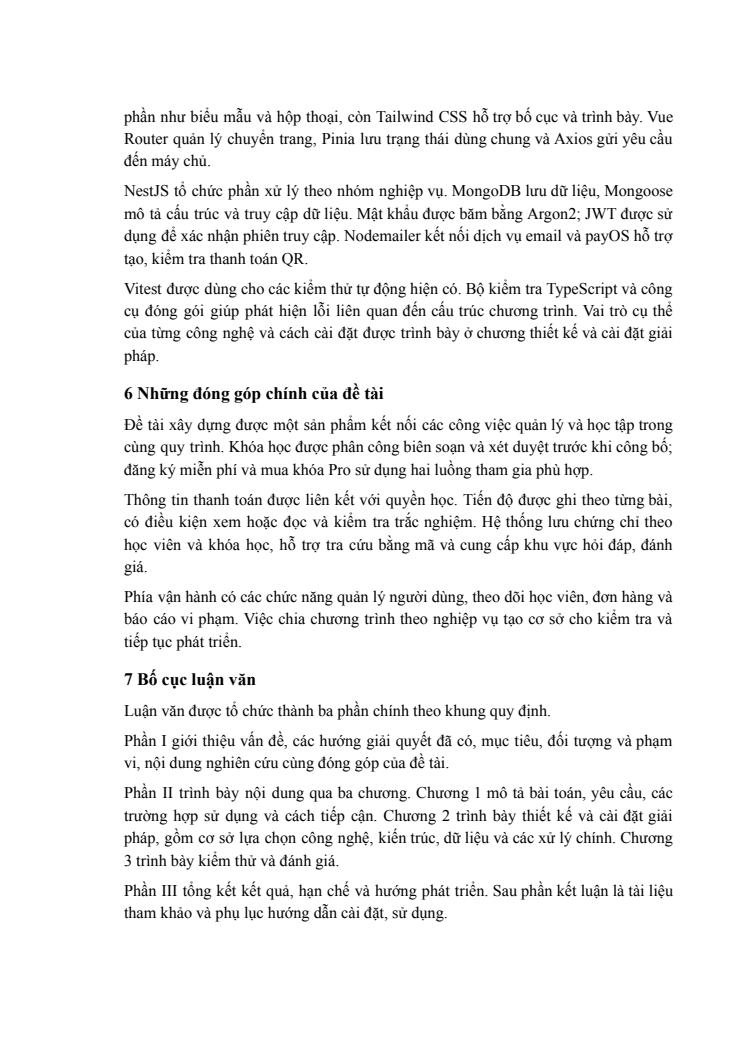 phần như biểu mẫu và hộp thoại, còn Tailwind CSS hỗ trợ bố cục và trình bày. Vue
Router quản lý chuyển trang, Pinia lưu trạng thái dùng chung và Axios gửi yêu cầu
đến máy chủ.
NestJS tổ chức phần xử lý theo nhóm nghiệp vụ. MongoDB lưu dữ liệu, Mongoose
mô tả cấu trúc và truy cập dữ liệu. Mật khẩu được băm bằng Argon2; JWT được sử
dụng để xác nhận phiên truy cập. Nodemailer kết nối dịch vụ email và payOS hỗ trợ
tạo, kiểm tra thanh toán QR.
Vitest được dùng cho các kiểm thử tự động hiện có. Bộ kiểm tra TypeScript và công
cụ đóng gói giúp phát hiện lỗi liên quan đến cấu trúc chương trình. Vai trò cụ thể
của từng công nghệ và cách cài đặt được trình bày ở chương thiết kế và cài đặt giải
pháp.
6 Những đóng góp chính của đề tài
Đề tài xây dựng được một sản phẩm kết nối các công việc quản lý và học tập trong
cùng quy trình. Khóa học được phân công biên soạn và xét duyệt trước khi công bố;
đăng ký miễn phí và mua khóa Pro sử dụng hai luồng tham gia phù hợp.
Thông tin thanh toán được liên kết với quyền học. Tiến độ được ghi theo từng bài,
có điều kiện xem hoặc đọc và kiểm tra trắc nghiệm. Hệ thống lưu chứng chỉ theo
học viên và khóa học, hỗ trợ tra cứu bằng mã và cung cấp khu vực hỏi đáp, đánh
giá.
Phía vận hành có các chức năng quản lý người dùng, theo dõi học viên, đơn hàng và
báo cáo vi phạm. Việc chia chương trình theo nghiệp vụ tạo cơ sở cho kiểm tra và
tiếp tục phát triển.
7 Bố cục luận văn
Luận văn được tổ chức thành ba phần chính theo khung quy định.
Phần I giới thiệu vấn đề, các hướng giải quyết đã có, mục tiêu, đối tượng và phạm
vi, nội dung nghiên cứu cùng đóng góp của đề tài.
Phần II trình bày nội dung qua ba chương. Chương 1 mô tả bài toán, yêu cầu, các
trường hợp sử dụng và cách tiếp cận. Chương 2 trình bày thiết kế và cài đặt giải
pháp, gồm cơ sở lựa chọn công nghệ, kiến trúc, dữ liệu và các xử lý chính. Chương
3 trình bày kiểm thử và đánh giá.
Phần III tổng kết kết quả, hạn chế và hướng phát triển. Sau phần kết luận là tài liệu
tham khảo và phụ lục hướng dẫn cài đặt, sử dụng.